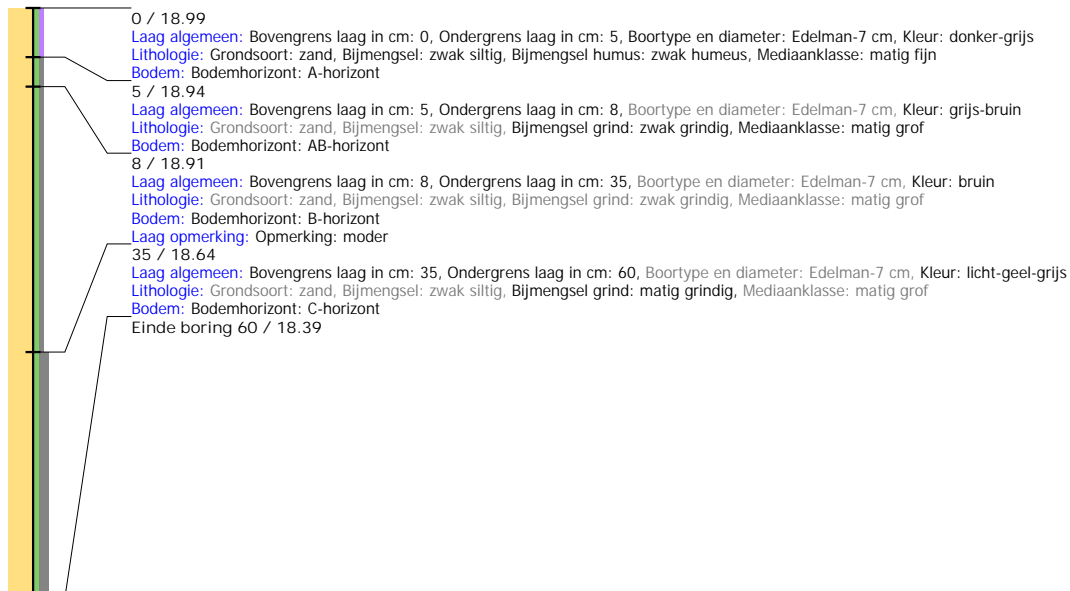 0 / 18.99
Laag algemeen: Bovengrens laag in cm: 0, Ondergrens laag in cm: 5, Boortype en diameter: Edelman-7 cm, Kleur: donker-grijs
Lithologie: Grondsoort: zand, Bijmengsel: zwak siltig, Bijmengsel humus: zwak humeus, Mediaanklasse: matig fijn
Bodem: Bodemhorizont: A-horizont
5 / 18.94
Laag algemeen: Bovengrens laag in cm: 5, Ondergrens laag in cm: 8, Boortype en diameter: Edelman-7 cm, Kleur: grijs-bruin
Lithologie: Grondsoort: zand, Bijmengsel: zwak siltig, Bijmengsel grind: zwak grindig, Mediaanklasse: matig grof
Bodem: Bodemhorizont: AB-horizont
8 / 18.91
Laag algemeen: Bovengrens laag in cm: 8, Ondergrens laag in cm: 35, Boortype en diameter: Edelman-7 cm, Kleur: bruin
Lithologie: Grondsoort: zand, Bijmengsel: zwak siltig, Bijmengsel grind: zwak grindig, Mediaanklasse: matig grof
Bodem: Bodemhorizont: B-horizont
Laag opmerking: Opmerking: moder
35 / 18.64
Laag algemeen: Bovengrens laag in cm: 35, Ondergrens laag in cm: 60, Boortype en diameter: Edelman-7 cm, Kleur: licht-geel-grijs
Lithologie: Grondsoort: zand, Bijmengsel: zwak siltig, Bijmengsel grind: matig grindig, Mediaanklasse: matig grof
Bodem: Bodemhorizont: C-horizont
Einde boring 60 / 18.39